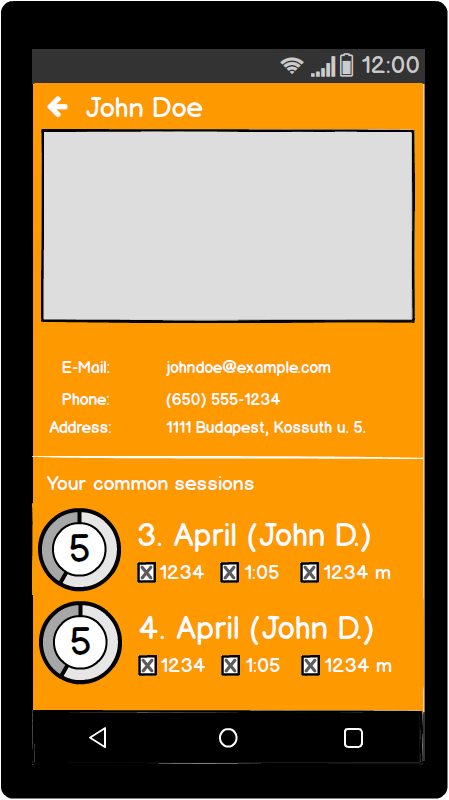 12:00
John Doe
E-Mail: johndoe@example.com
Phone: (650) 555-1234
Address: 1111 Budapest, Kossuth u. 5.
Your common sessions
5
3. April (John D.)
1234 1:05 1234 m
5
4. April (John D.)
1234 1:05 1234 m